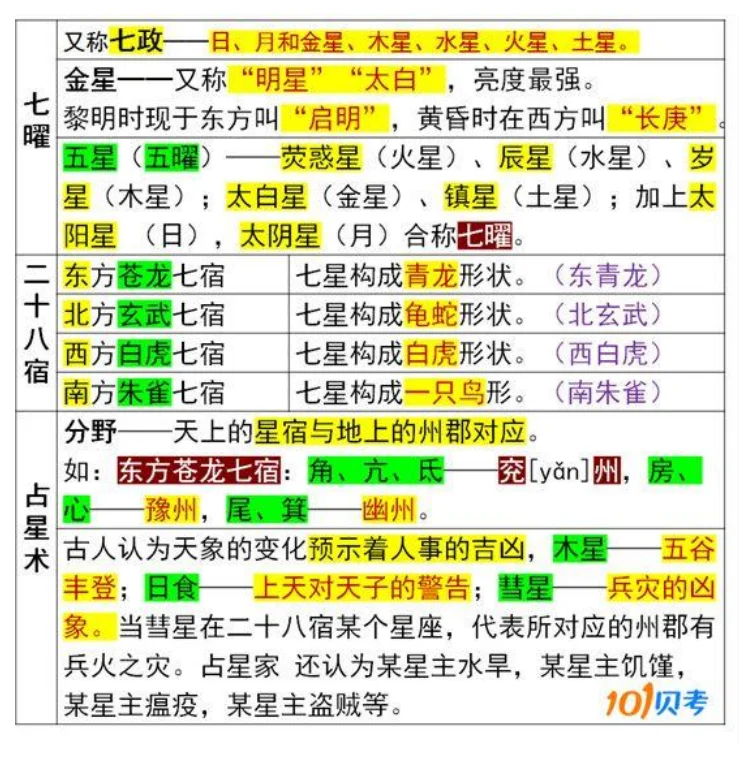 七曜
又称七政——日、月和金星、木星、水星、火星、土星。
金星——又称“明星”“太白”，亮度最强。
黎明时现于东方叫“启明”，黄昏时在西方叫“长庚”。
五星（五曜）——荧惑星（火星）、辰星（水星）、岁
星（木星）；太白星（金星）、镇星（土星）；加上太
阳星 （日），太阴星（月）合称七曜。
二十八宿
东方苍龙七宿 七星构成青龙形状。（东青龙）
北方玄武七宿 七星构成龟蛇形状。（北玄武）
西方白虎七宿 七星构成白虎形状。（西白虎）
南方朱雀七宿 七星构成一只鸟形。（南朱雀）
占星术
分野——天上的星宿与地上的州郡对应。
如：东方苍龙七宿：角、亢、氐——兖[yǎn]州，房、
心——豫州，尾、箕——幽州。
古人认为天象的变化预示着人事的吉凶，木星——五谷
丰登；日食——上天对天子的警告；彗星——兵灾的凶
象。当彗星在二十八宿某个星座，代表所对应的州郡有
兵火之灾。占星家 还认为某星主水旱，某星主饥馑，
某星主瘟疫，某星主盗贼等。
101贝考